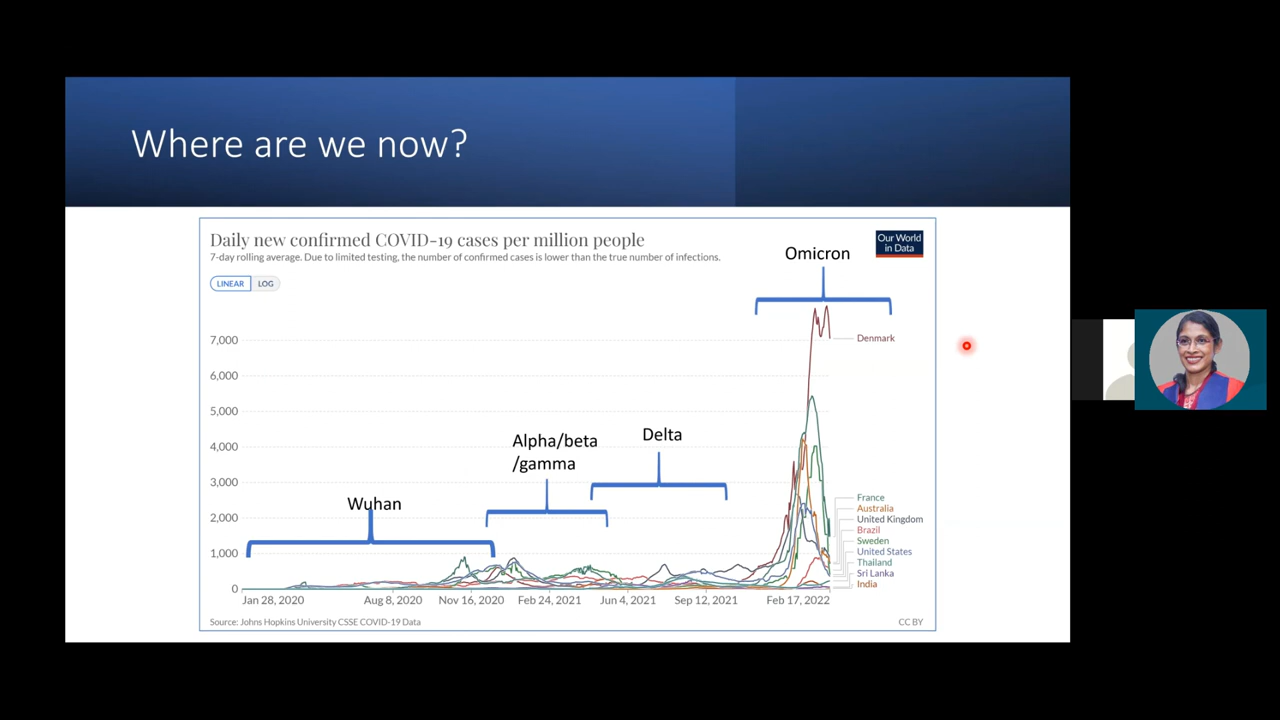 Where are we now?
Daily new confirmed COVID-19 cases per million people
7-day rolling average. Due to limited testing, the number of confirmed cases is lower than the true number of infections.
Our World
in Data
LINEAR
LOG
Omicron
7,000
6,000
5,000
4,000
3,000
2,000
1,000
0
Denmark
Alpha/beta
/gamma
Delta
Wuhan
France
Australia
United Kingdom
Brazil
Sweden
United States
Thailand
Sri Lanka
India
Jan 28, 2020
Aug 8, 2020
Nov 16, 2020
Feb 24, 2021
Jun 4, 2021
Sep 12, 2021
Feb 17, 2022
Source: Johns Hopkins University CSSE COVID-19 Data
CC BY